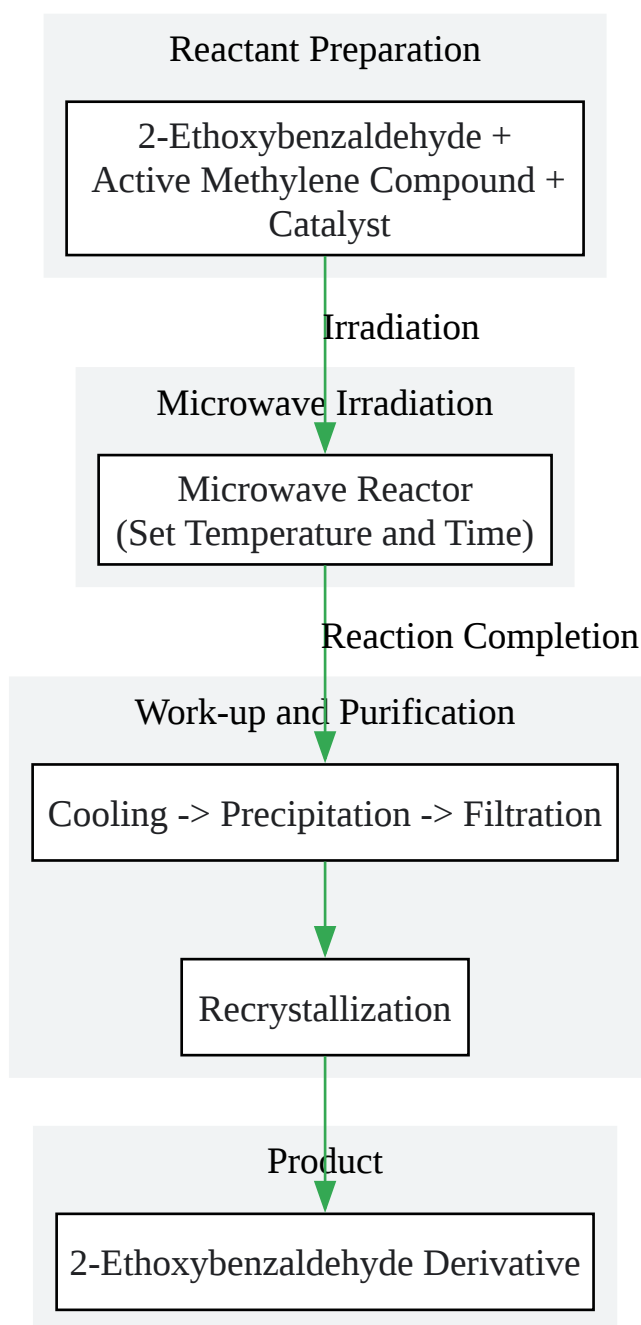 Reactant Preparation
2-Ethoxybenzaldehyde +
Active Methylene Compound +
Catalyst
Irradiation
Microwave Irradiation
Microwave Reactor
(Set Temperature and Time)
Reaction Completion
Work-up and Purification
Cooling -> Precipitation -> Filtration
Recrystallization
Product
2-Ethoxybenzaldehyde Derivative